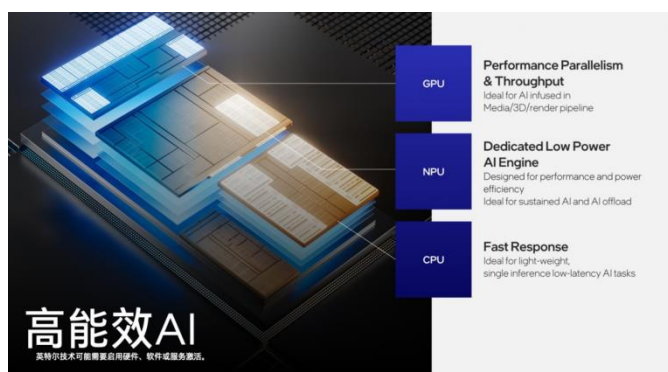 GPU
Performance Parallelism
& Throughput
Ideal for AI infused in
Media/3D/render pipeline
NPU
Dedicated Low Power
AI Engine
Designed for performance and power
efficiency
Ideal for sustained AI and AI offload
CPU
Fast Response
Ideal for light-weight,
single inference low-latency AI tasks
高能效AI
英特尔技术可能需要启用硬件、软件或服务激活。